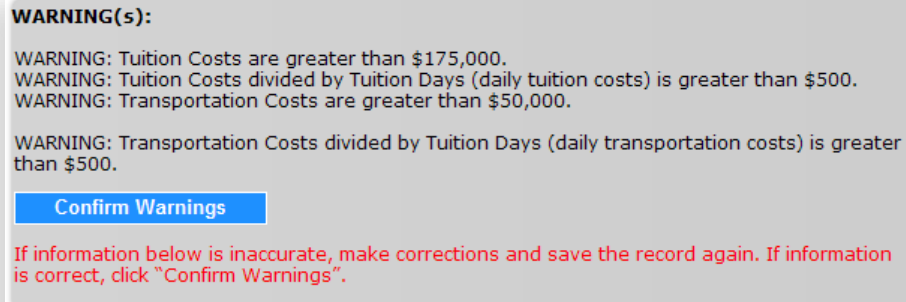 WARNING(s):
WARNING: Tuition Costs are greater than $175,000.
WARNING: Tuition Costs divided by Tuition Days (daily tuition costs) is greater than $500.
WARNING: Transportation Costs are greater than $50,000.
WARNING: Transportation Costs divided by Tuition Days (daily transportation costs) is greater
than $500.
Confirm Warnings
If information below is inaccurate, make corrections and save the record again. If information
is correct, click “Confirm Warnings”.